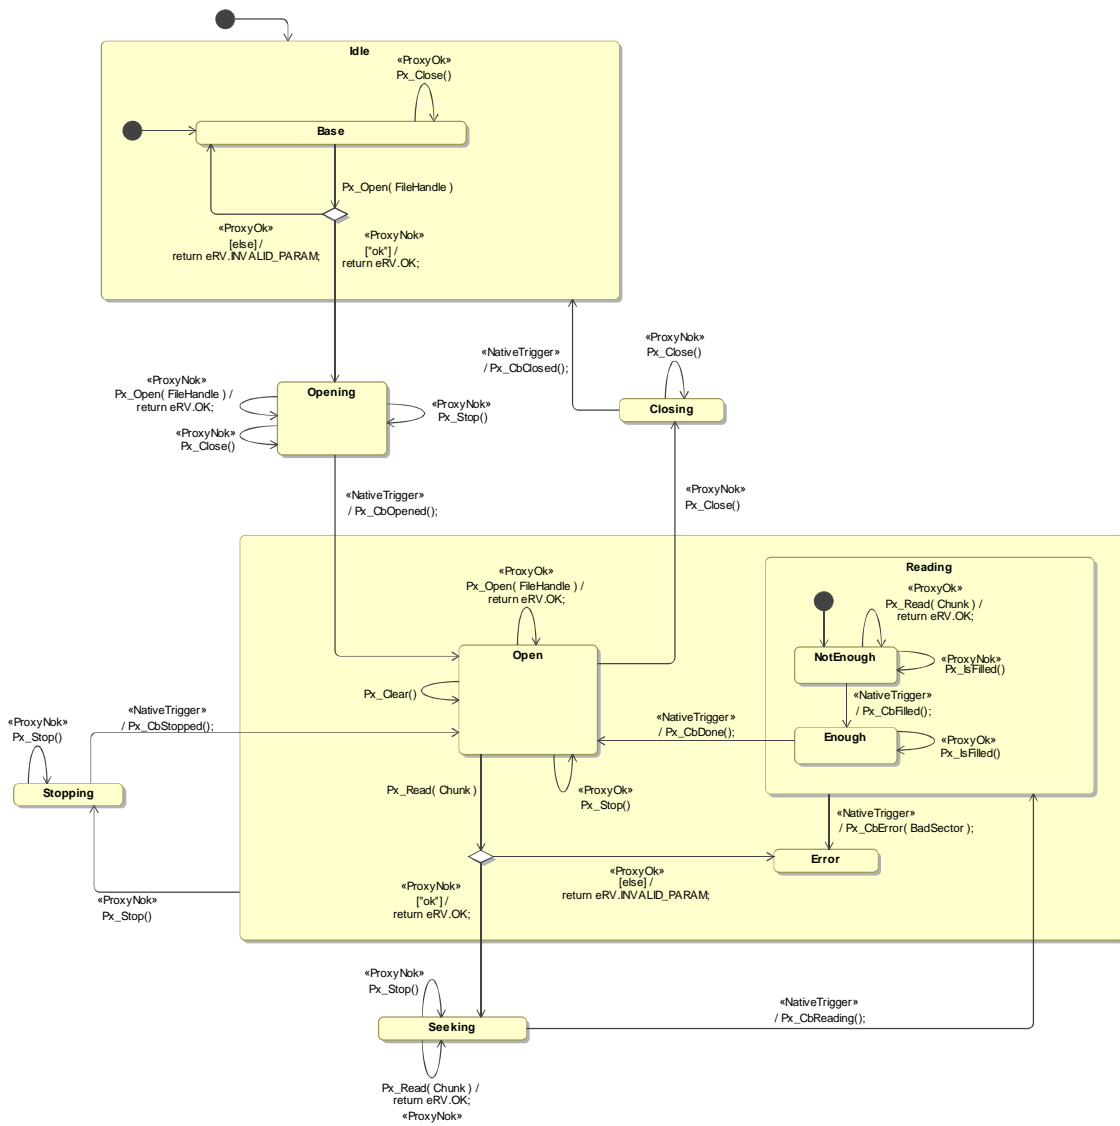 Idle
«ProxyOk»
Px_Close()
Base
Px_Open( FileHandle )
«ProxyOk»
[else] /
return eRV.INVALID_PARAM;
«ProxyNok»
["ok"] /
return eRV.OK;
«NativeTrigger»
/ Px_CbClosed();
«ProxyNok»
Px_Close()
Closing
«ProxyNok»
Px_Open( FileHandle ) /
return eRV.OK;
«ProxyNok»
Px_Close()
Opening
«ProxyNok»
Px_Stop()
«NativeTrigger»
/ Px_CbOpened();
«ProxyNok»
Px_Close()
«ProxyOk»
Px_Open( FileHandle ) /
return eRV.OK;
Open
Px_Clear()
Reading
«ProxyOk»
Px_Read( Chunk ) /
return eRV.OK;
NotEnough
«ProxyNok»
Px_IsFilled()
«NativeTrigger»
/ Px_CbFilled();
Enough
«ProxyOk»
Px_IsFilled()
«NativeTrigger»
/ Px_CbDone();
«ProxyNok»
Px_Stop()
«NativeTrigger»
/ Px_CbStopped();
Stopping
Px_Read( Chunk )
«ProxyOk»
Px_Stop()
«NativeTrigger»
/ Px_CbError( BadSector );
Error
«ProxyOk»
[else] /
return eRV.INVALID_PARAM;
«ProxyNok»
["ok"] /
return eRV.OK;
«ProxyNok»
Px_Stop()
«ProxyNok»
Px_Stop()
Seeking
«NativeTrigger»
/ Px_CbReading();
Px_Read( Chunk ) /
return eRV.OK;
«ProxyNok»